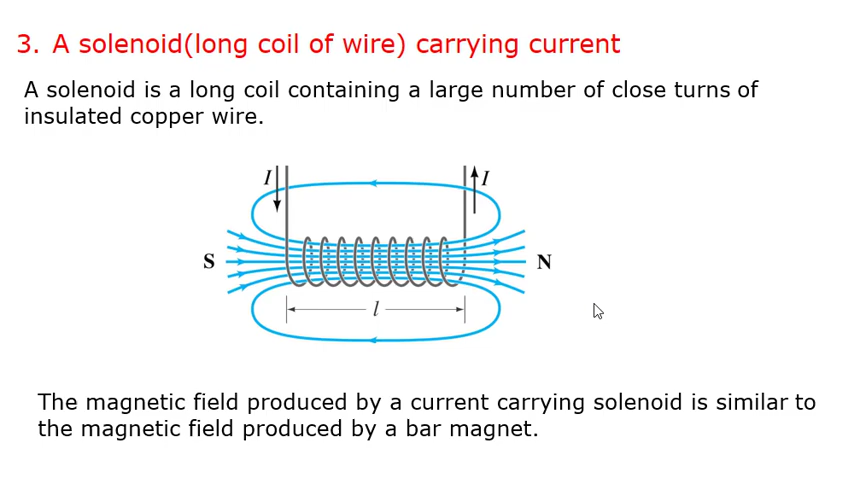 3. A solenoid(long coil of wire) carrying current
A solenoid is a long coil containing a large number of close turns of
insulated copper wire.
I
I
S
N
l
The magnetic field produced by a current carrying solenoid is similar to
the magnetic field produced by a bar magnet.